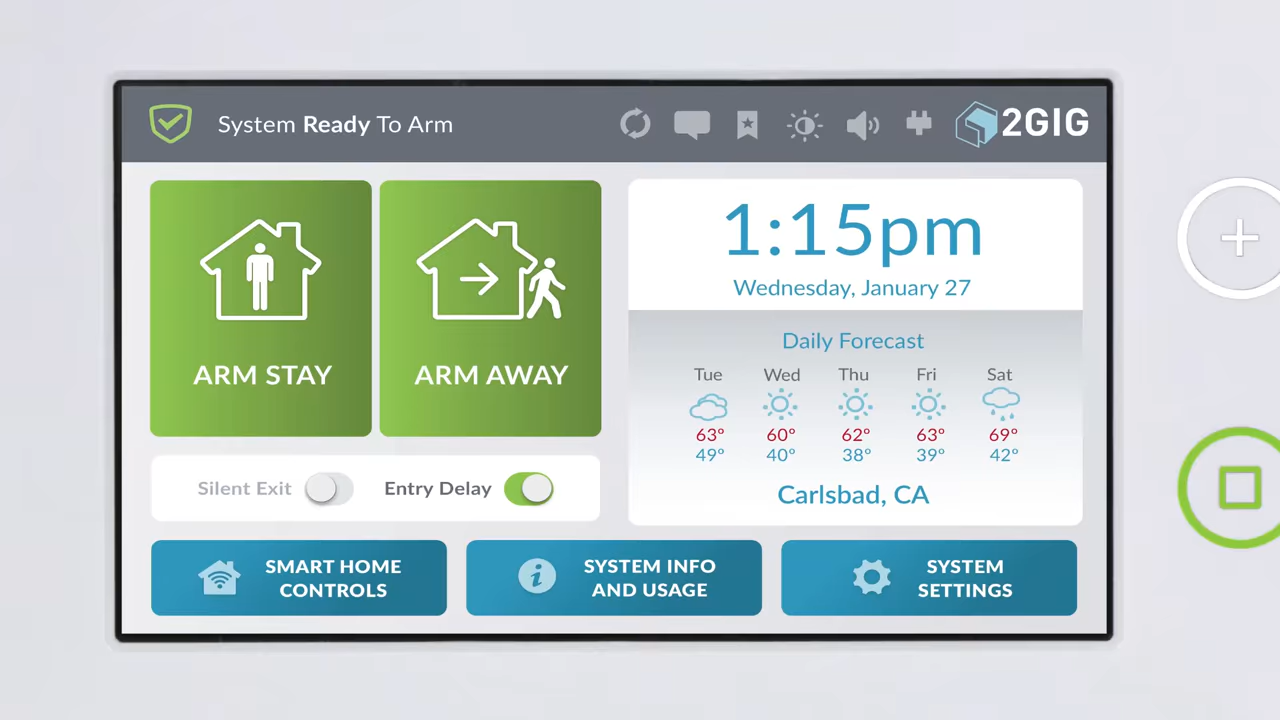 System Ready To Arm
2GIG
ARM STAY
ARM AWAY
Silent Exit
Entry Delay
1:15pm
Wednesday, January 27
Daily Forecast
Tue Wed Thu Fri Sat
63° 60° 62° 63° 69°
49° 40° 38° 39° 42°
Carlsbad, CA
SMART HOME
CONTROLS
SYSTEM INFO
AND USAGE
SYSTEM
SETTINGS